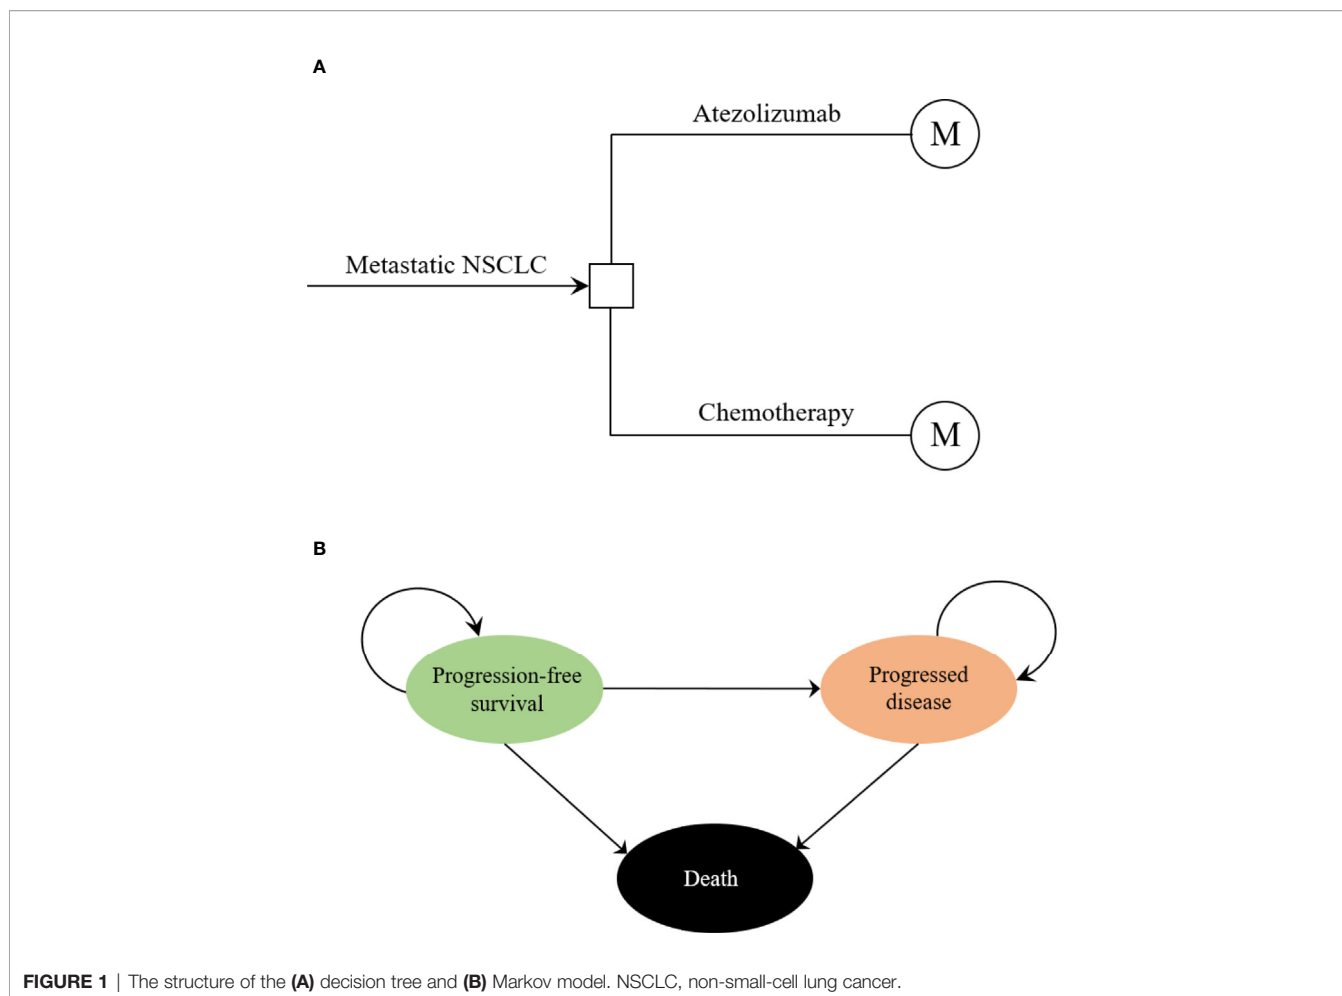 A
Atezolizumab
M
Metastatic NSCLC
Chemotherapy
M
B
Progression-free
survival
Progressed
disease
Death
FIGURE 1 | The structure of the (A) decision tree and (B) Markov model. NSCLC, non-small-cell lung cancer.